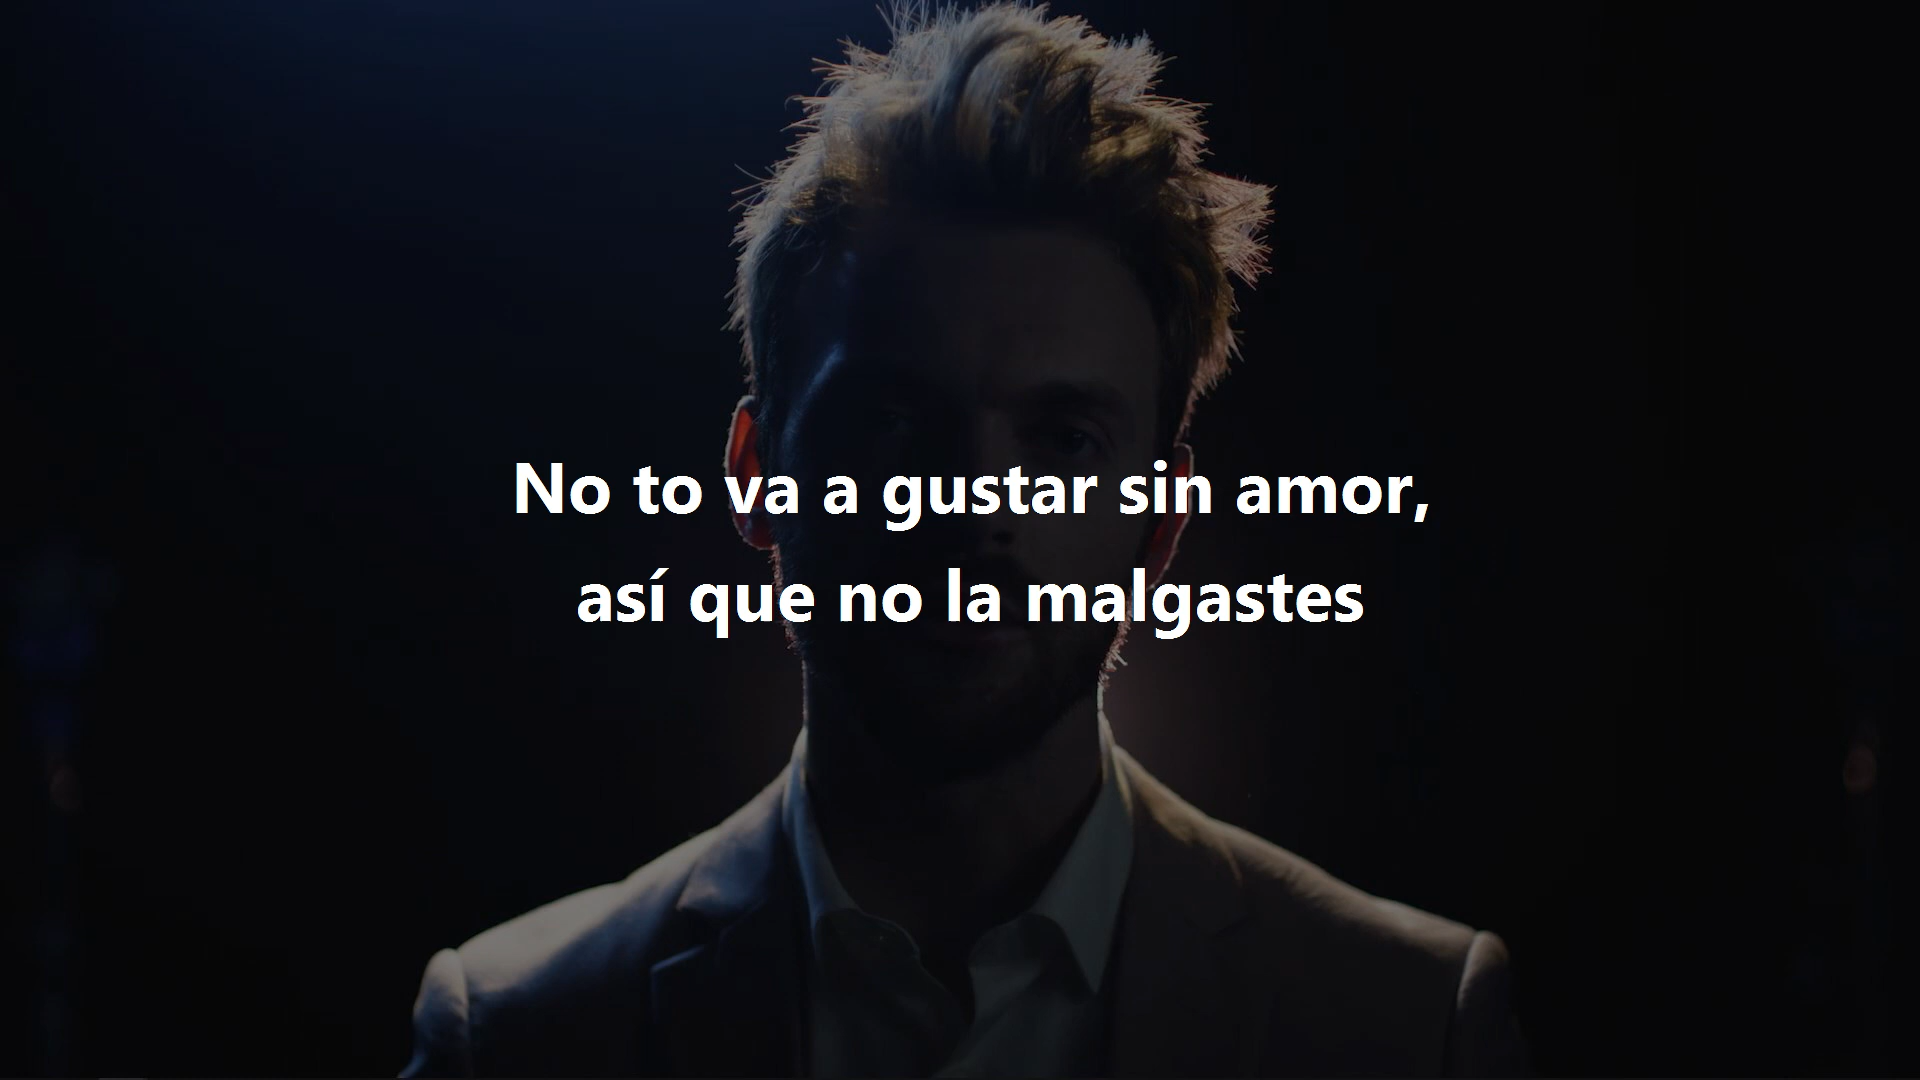 No to va a gustar sin amor,
así que no la malgastes